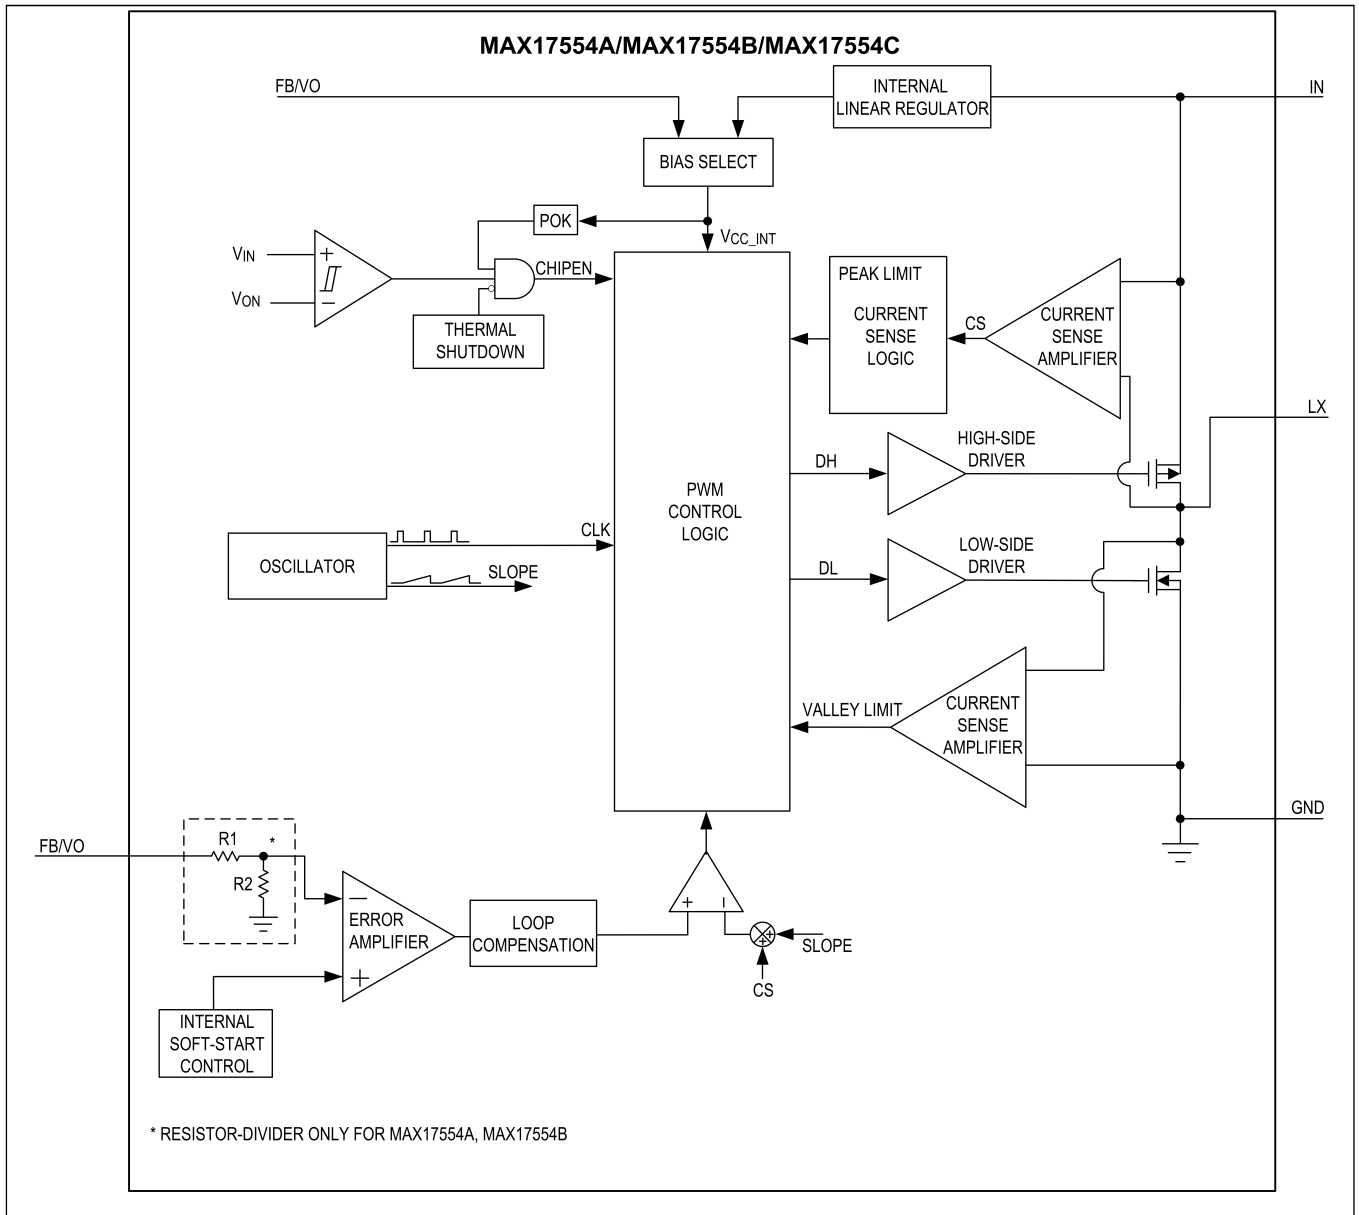 MAX17554A/MAX17554B/MAX17554C
FB/VO
INTERNAL
LINEAR REGULATOR
IN
BIAS SELECT
POK
VCC_INT
VIN
+
VON
−
CHIPEN
THERMAL
SHUTDOWN
PEAK LIMIT
CURRENT
SENSE
LOGIC
CS
CURRENT
SENSE
AMPLIFIER
LX
HIGH-SIDE
DRIVER
DH
PWM
CONTROL
LOGIC
OSCILLATOR
CLK
SLOPE
LOW-SIDE
DRIVER
DL
VALLEY LIMIT
CURRENT
SENSE
AMPLIFIER
GND
FB/VO
R1
*
R2
−
ERROR
AMPLIFIER
+
LOOP
COMPENSATION
+
−
+
+
SLOPE
CS
INTERNAL
SOFT-START
CONTROL
* RESISTOR-DIVIDER ONLY FOR MAX17554A, MAX17554B